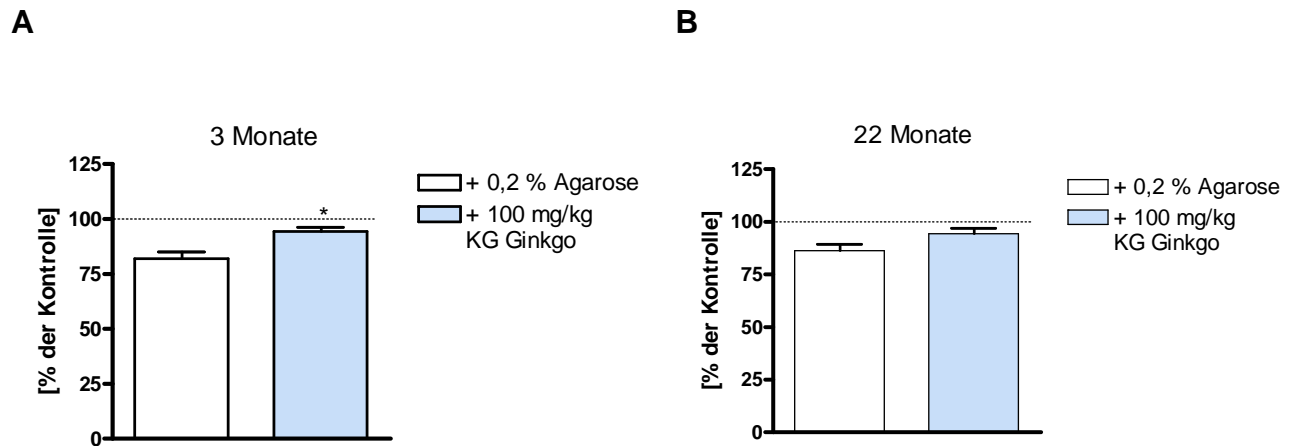 A
3 Monate
125
100
75
50
25
0
[% der Kontrolle]
*
+ 0,2 % Agarose
+ 100 mg/kg
KG Ginkgo
B
22 Monate
125
100
75
50
25
0
[% der Kontrolle]
+ 0,2 % Agarose
+ 100 mg/kg
KG Ginkgo